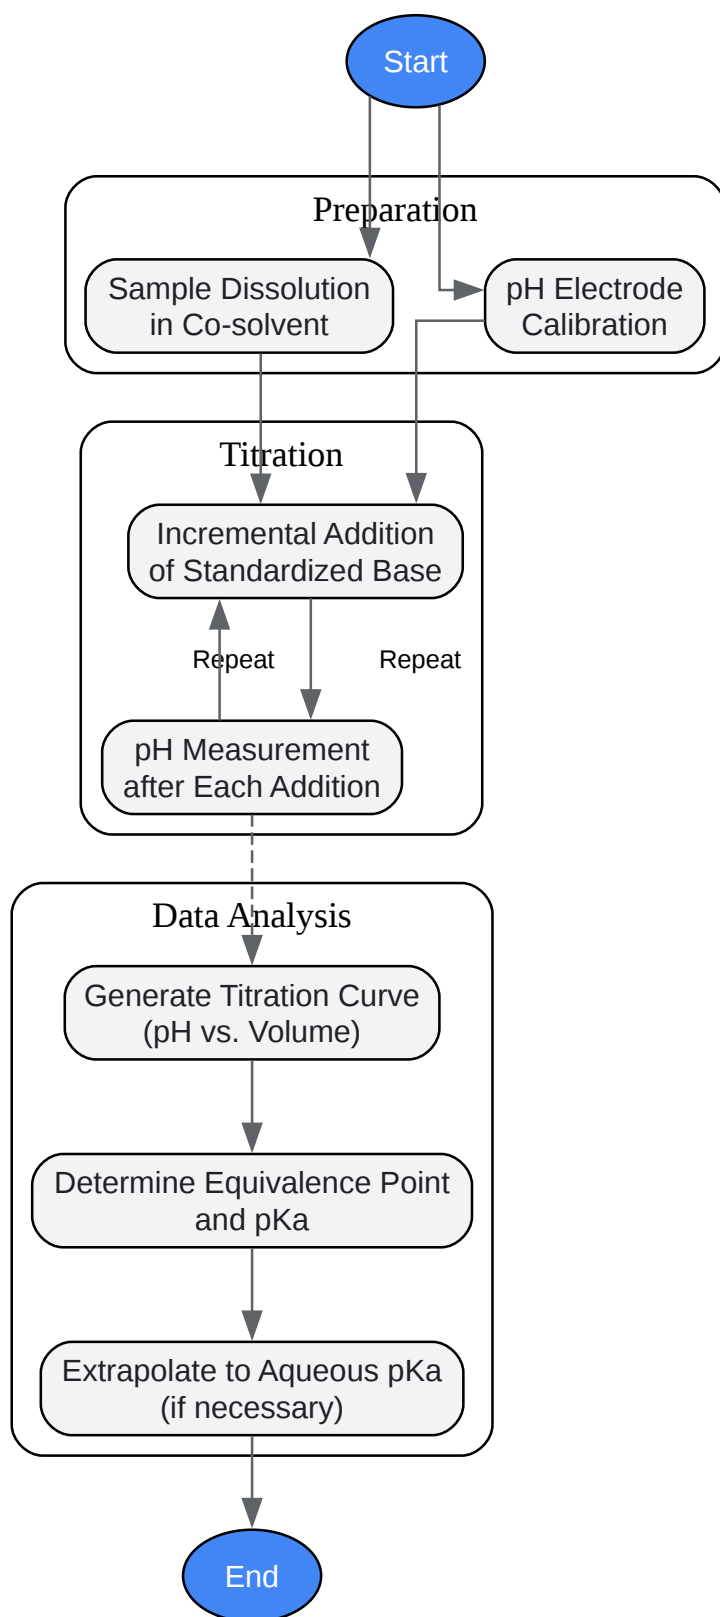 Start
Preparation
Sample Dissolution
in Co-solvent
pH Electrode
Calibration
Titration
Incremental Addition
of Standardized Base
Repeat
Repeat
pH Measurement
after Each Addition
Data Analysis
Generate Titration Curve
(pH vs. Volume)
Determine Equivalence Point
and pKa
Extrapolate to Aqueous pKa
(if necessary)
End